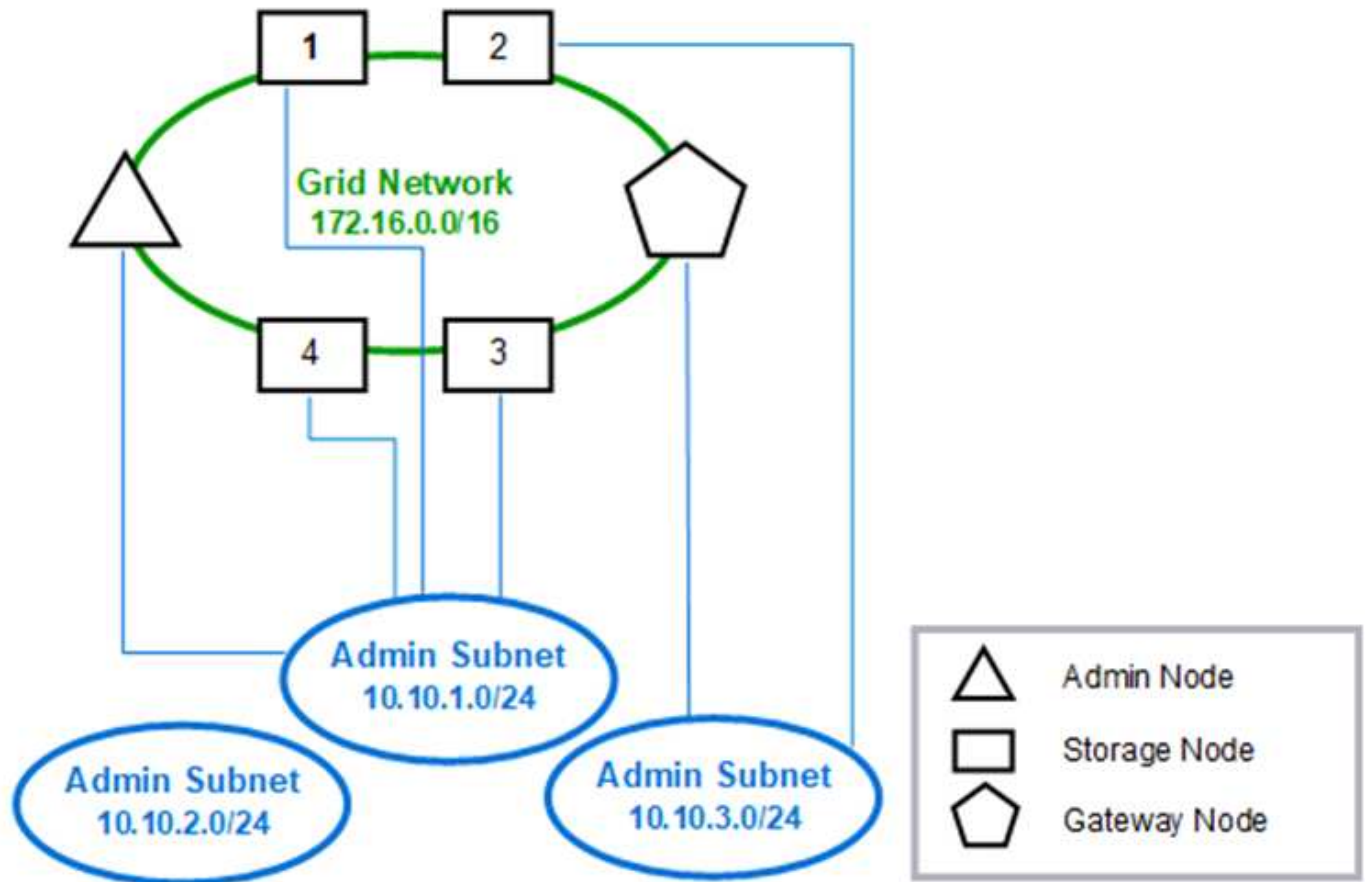 1
2
Grid Network
172.16.0.0/16
4
3
Admin Subnet
10.10.1.0/24
Admin Subnet
10.10.2.0/24
Admin Subnet
10.10.3.0/24
Admin Node
Storage Node
Gateway Node